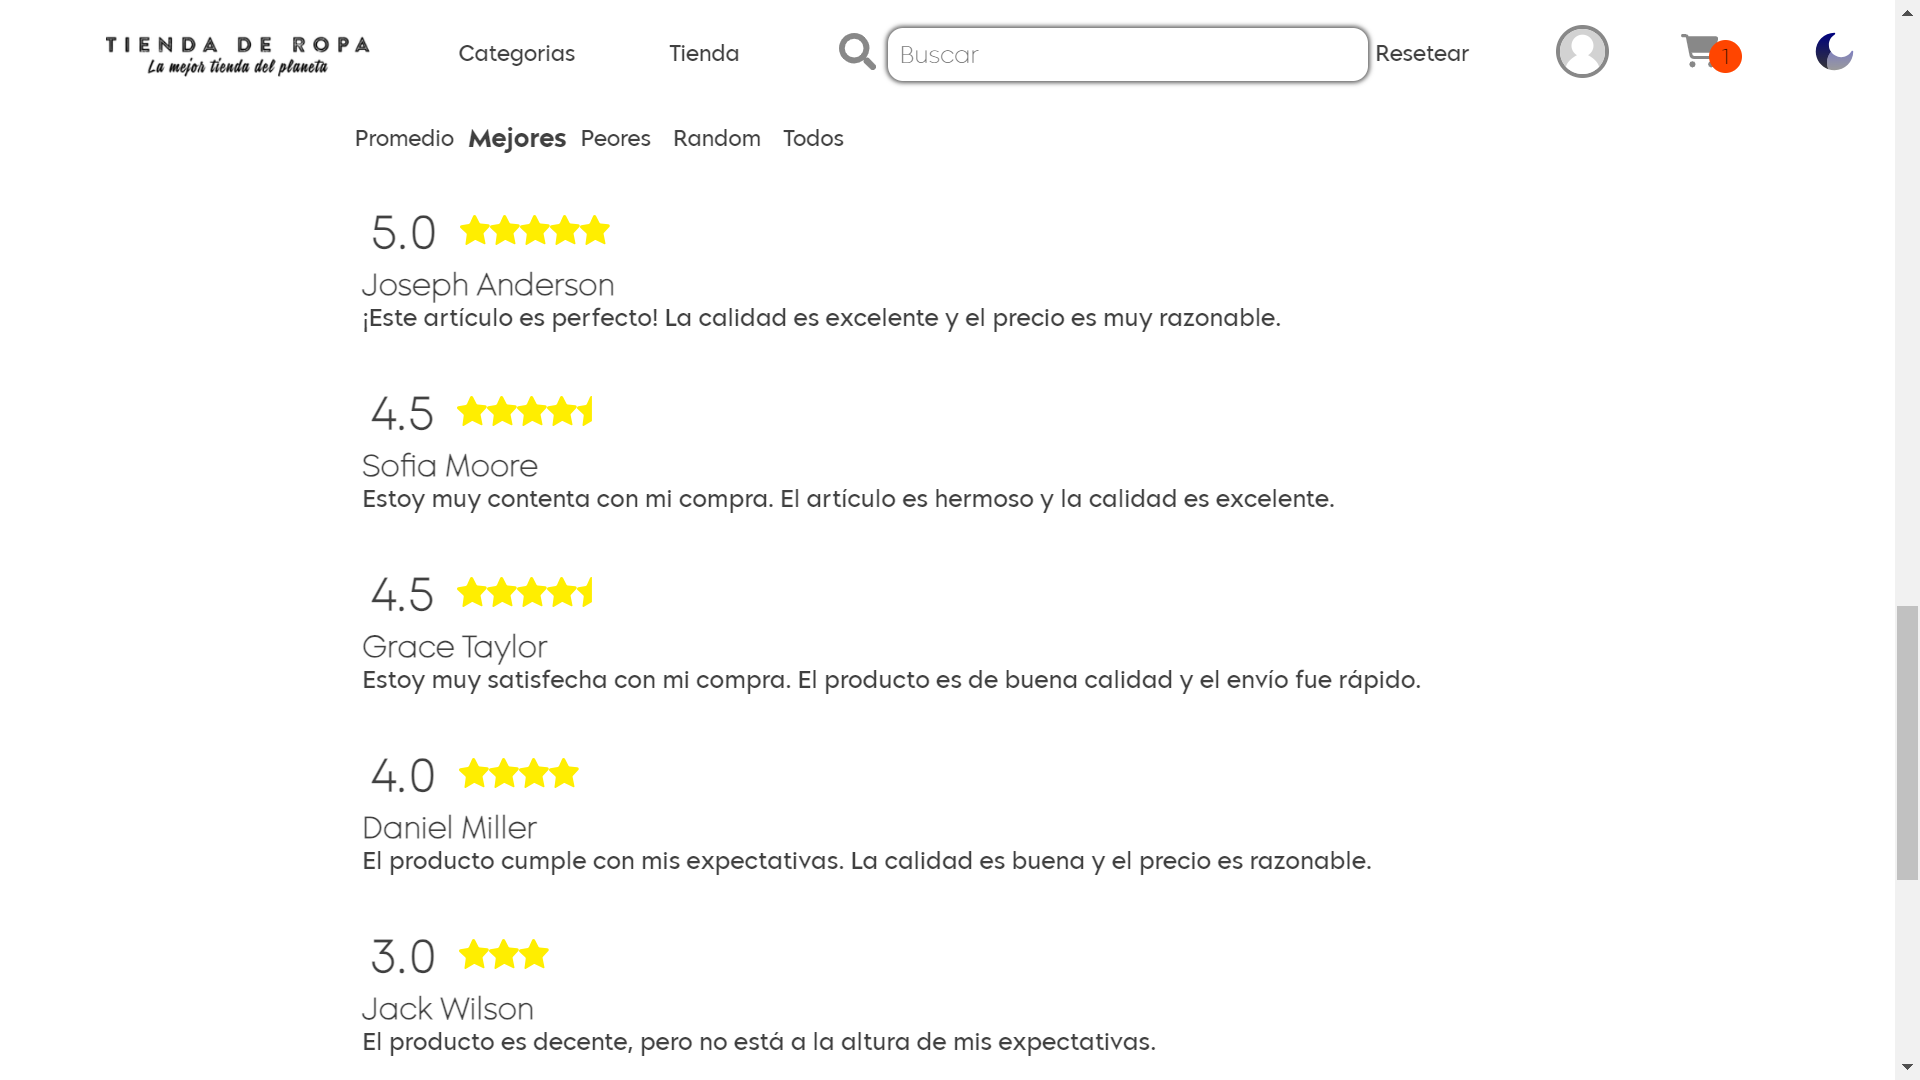 TIENDA DE ROPA
La mejor tienda del planeta
Categorias
Tienda
Buscar
Resetear
1
Promedio Mejores Peores Random Todos
5.0
Joseph Anderson
¡Este artículo es perfecto! La calidad es excelente y el precio es muy razonable.
4.5
Sofia Moore
Estoy muy contenta con mi compra. El artículo es hermoso y la calidad es excelente.
4.5
Grace Taylor
Estoy muy satisfecha con mi compra. El producto es de buena calidad y el envío fue rápido.
4.0
Daniel Miller
El producto cumple con mis expectativas. La calidad es buena y el precio es razonable.
3.0
Jack Wilson
El producto es decente, pero no está a la altura de mis expectativas.